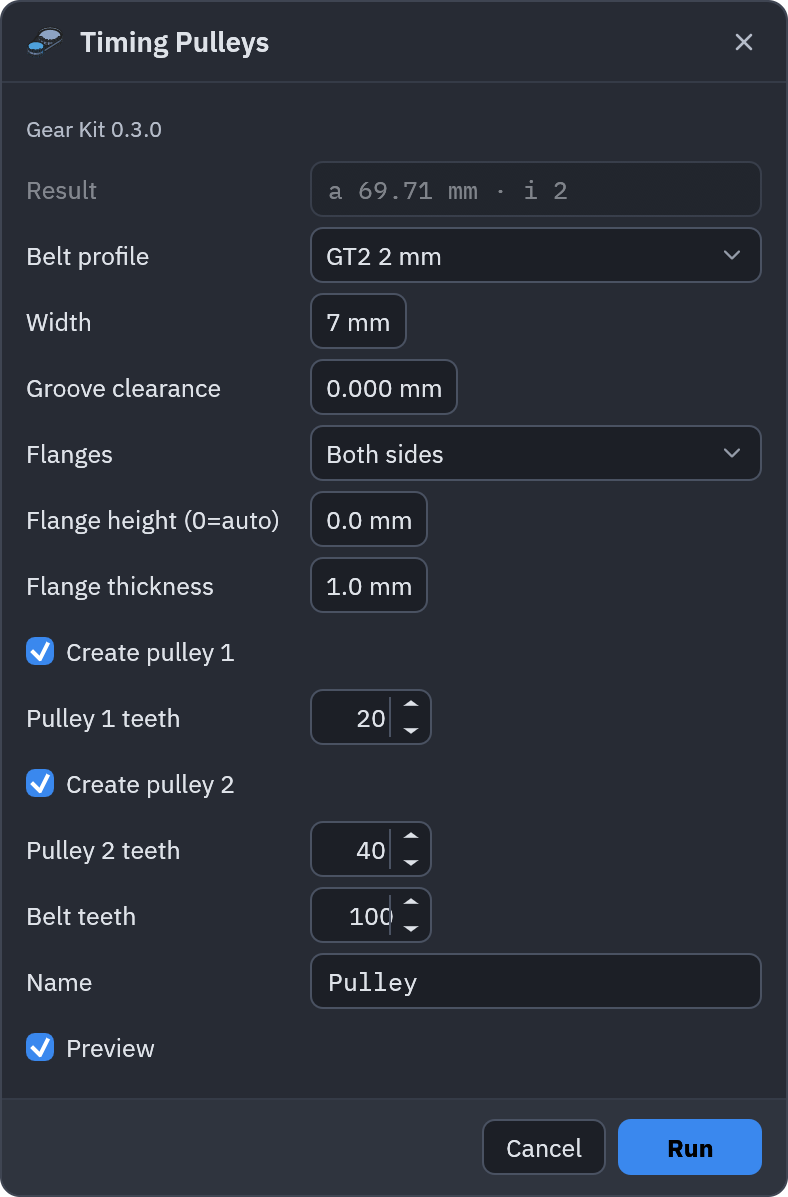 Timing Pulleys
Gear Kit 0.3.0
Result a 69.71 mm · i 2
Belt profile GT2 2 mm
Width 7 mm
Groove clearance 0.000 mm
Flanges Both sides
Flange height (0=auto) 0.0 mm
Flange thickness 1.0 mm
Create pulley 1
Pulley 1 teeth 20
Create pulley 2
Pulley 2 teeth 40
Belt teeth 100
Name Pulley
Preview
Cancel Run